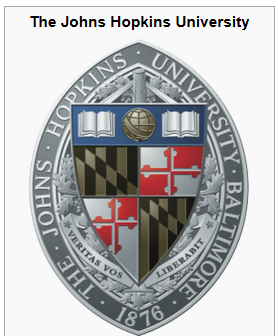 The Johns Hopkins University
THE · JOHNS · HOPKINS · UNIVERSITY · BALTIMORE ·
VERITAS VOS LIBERABIT
· 1876 ·